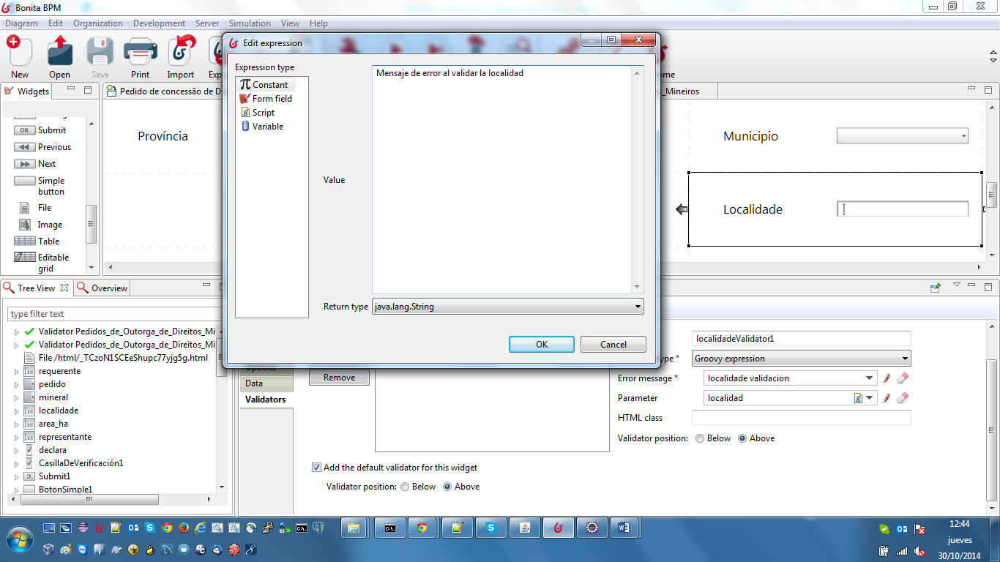 Bonita BPM
Diagram Edit Organization Development Server Simulation View Help
Edit expression
New Open Save Print Import
Expression type
Constant
Form field
Script
Variable
Mensaje de error al validar la localidad
Value
Return type java.lang.String
OK Cancel
Widgets
Pedido de concessão de D
_Mineiros
Submit
Previous
Next
Simple
button
File
Image
Table
Editable
grid
Província
Municipio
Localidade
Tree View Overview
type filter text
Validator Pedidos_de_Outorga_de_Direitos_Mi
Validator Pedidos_de_Outorga_de_Direitos_Mi
File /html/_TCzoN1SCEeShupc77yjg5g.html
requerente
pedido
mineral
localidade
area_ha
representante
declara
CasillaDeVerificación1
Submit1
BotonSimple1
Options
Data
Validators
Remove
localidadeValidator1
ype * Groovy expression
Error message * localidade validacion
Parameter localidad
HTML class
Validator position: Below Above
Add the default validator for this widget
Validator position: Below Above
12:44
jueves
30/10/2014